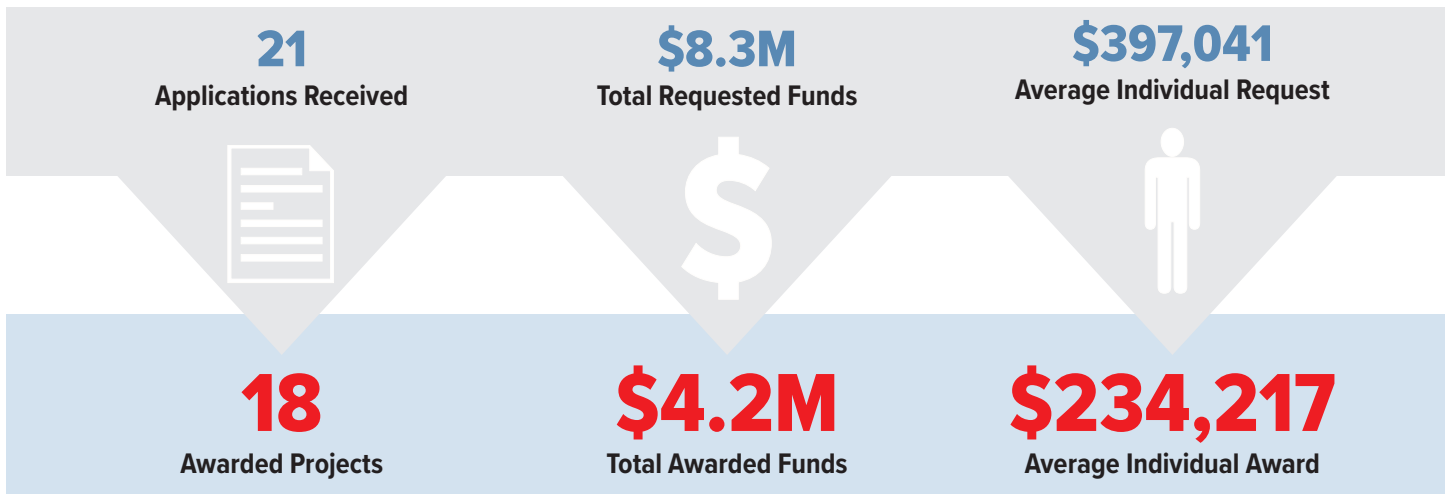 21
Applications Received
$8.3M
Total Requested Funds
$397,041
Average Individual Request
$
18
Awarded Projects
$4.2M
Total Awarded Funds
$234,217
Average Individual Award